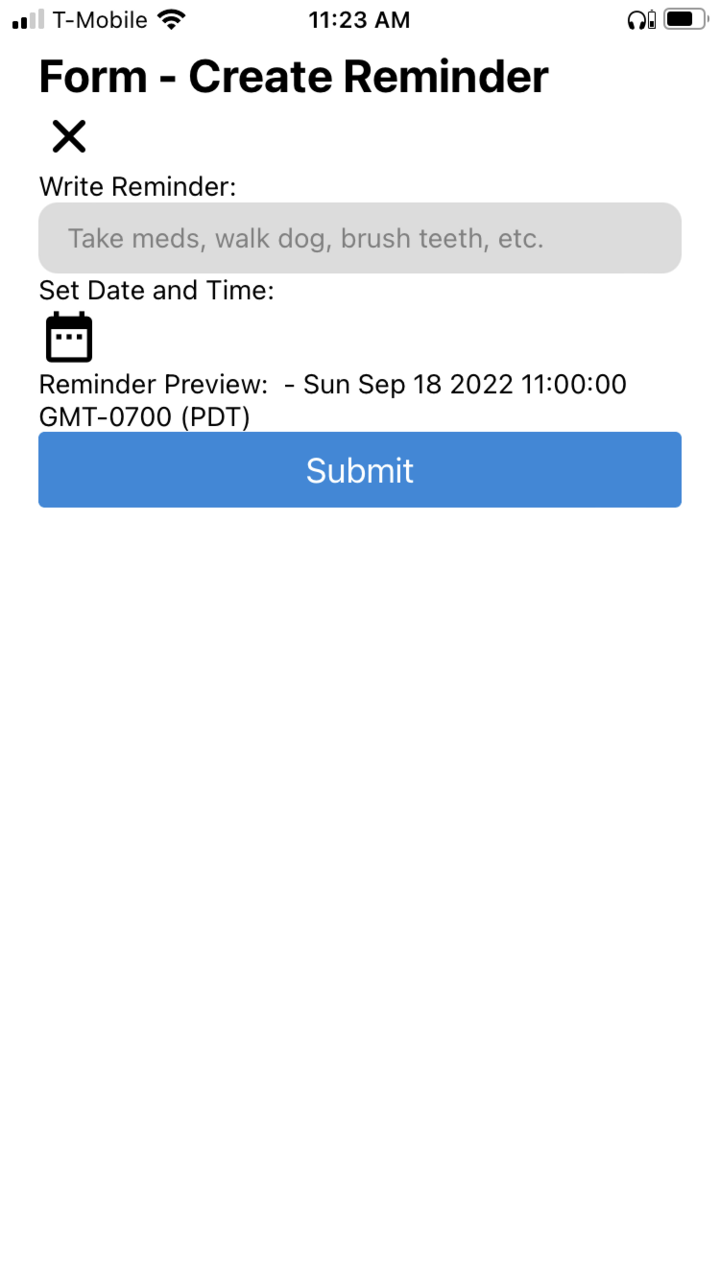 T-Mobile 11:23 AM
Form - Create Reminder
Write Reminder:
Take meds, walk dog, brush teeth, etc.
Set Date and Time:
Reminder Preview:  - Sun Sep 18 2022 11:00:00
GMT-0700 (PDT)
Submit